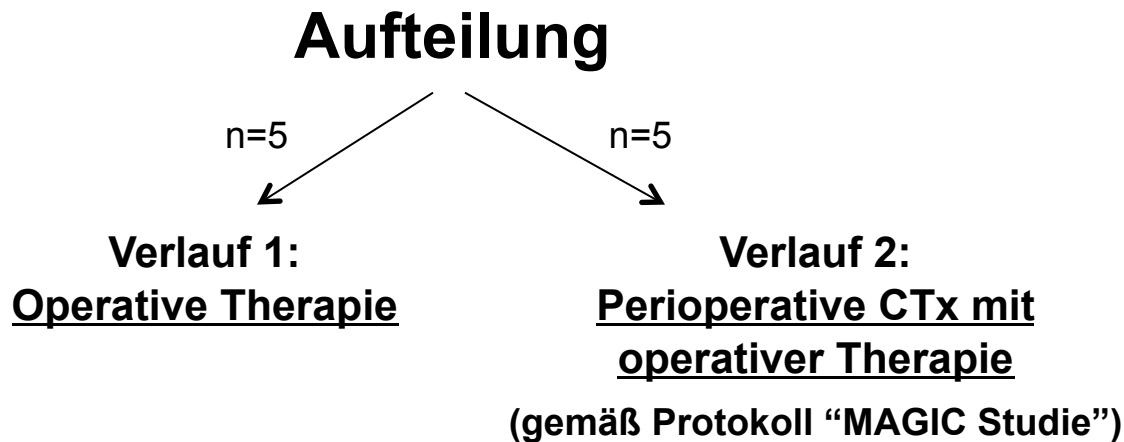 Aufteilung
n=5
n=5
Verlauf 1:
Operative Therapie
Verlauf 2:
Perioperative CTx mit
operativer Therapie
(gemäß Protokoll “MAGIC Studie”)